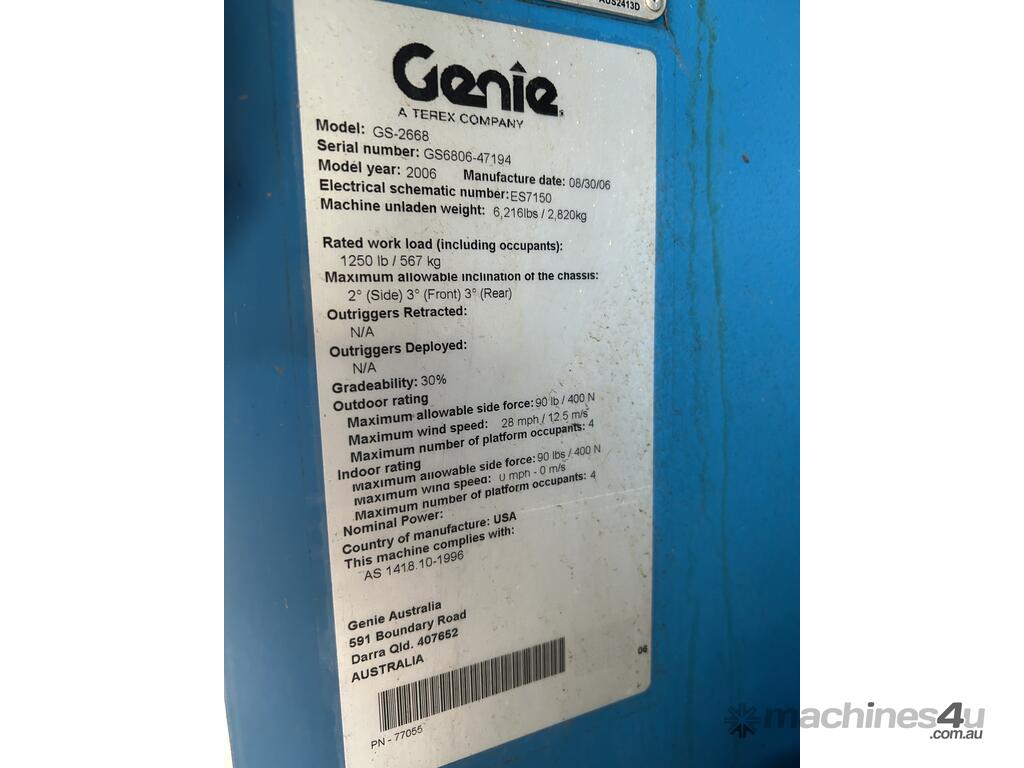 AUS2413D
Genie
A TEREX COMPANY
Model: GS-2668
Serial number: GS6806-47194
Model year: 2006 Manufacture date: 08/30/06
Electrical schematic number: ES7150
Machine unladen weight: 6,216lbs / 2,820kg
Rated work load (including occupants):
1250 lb / 567 kg
Maximum allowable inclination of the chassis:
2° (Side) 3° (Front) 3° (Rear)
Outriggers Retracted:
N/A
Outriggers Deployed:
N/A
Gradeability: 30%
Outdoor rating
Maximum allowable side force: 90 lb / 400 N
Maximum wind speed: 28 mph / 12.5 m/s
Maximum number of platform occupants: 4
Indoor rating
Maximum allowable side force: 90 lbs / 400 N
Maximum wind speed: 0 mph - 0 m/s
Maximum number of platform occupants: 4
Nominal Power:
Country of manufacture: USA
This machine complies with:
AS 1418.10-1996
Genie Australia
591 Boundary Road
Darra Qld. 407652
AUSTRALIA
06
PN - 77055
machines4u
.com.au